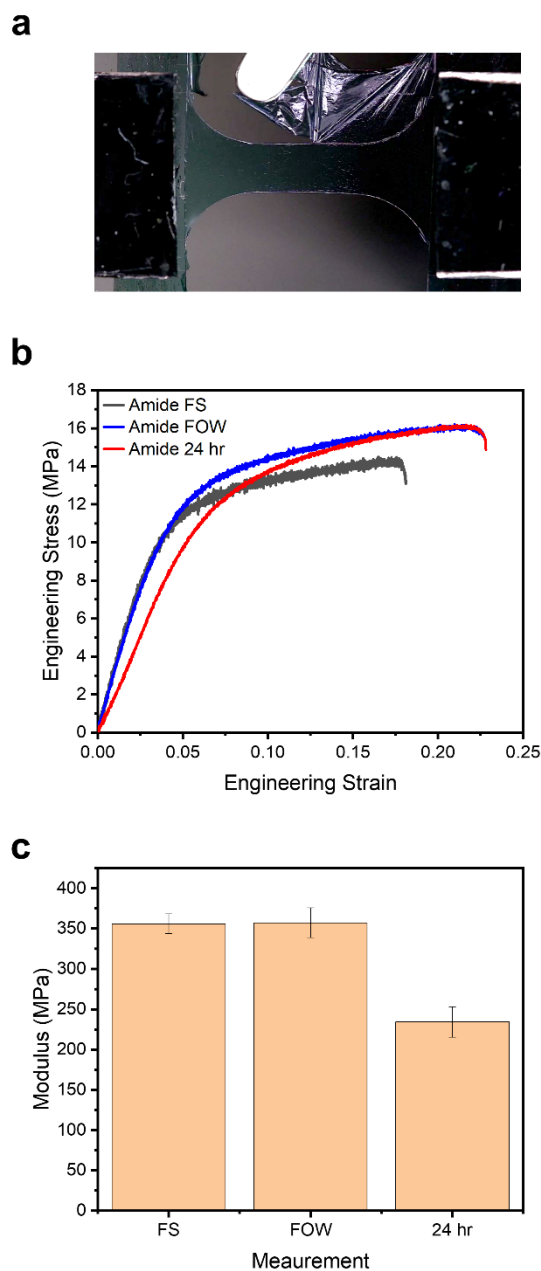 a
b
18
16
14
12
10
8
6
4
2
0
Engineering Stress (MPa)
Amide FS
Amide FOW
Amide 24 hr
0.00 0.05 0.10 0.15 0.20 0.25
Engineering Strain
c
400
350
300
250
200
150
100
50
0
Modulus (MPa)
FS FOW 24 hr
Meaurement